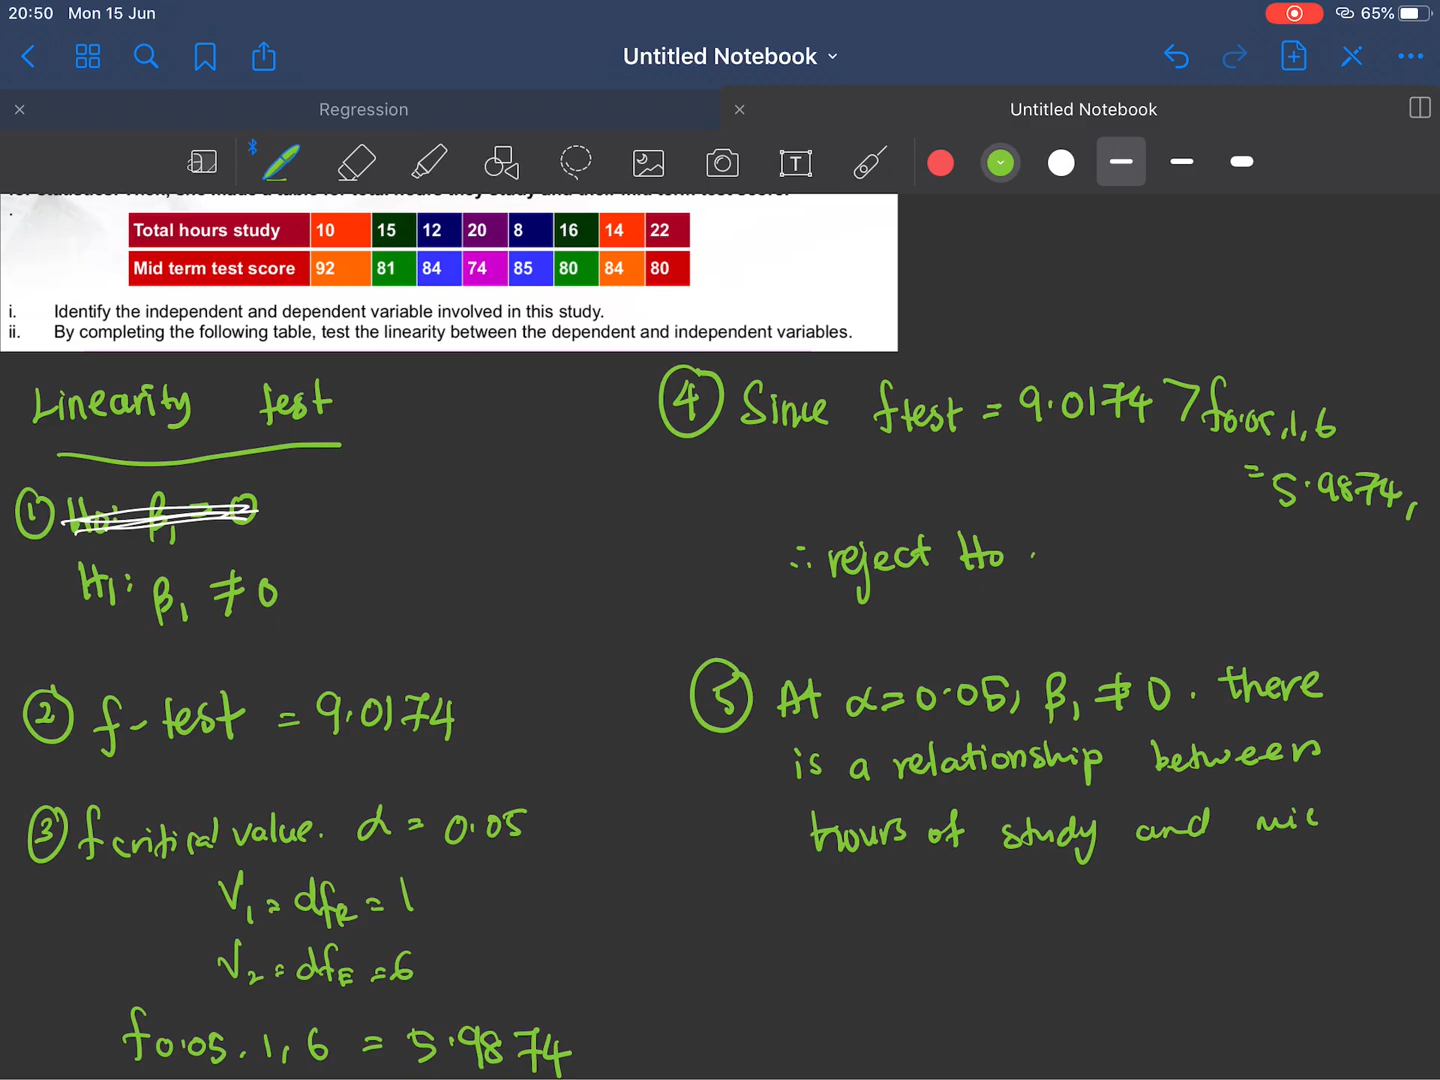 20:50 Mon 15 Jun
65%
Untitled Notebook
Regression
Untitled Notebook
T
Total hours study 10 15 12 20 8 16 14 22
Mid term test score 92 81 84 74 85 80 84 80
i. Identify the independent and dependent variable involved in this study.
ii. By completing the following table, test the linearity between the dependent and independent variables.
Linearity test
① H0: β1 = 0
H1: β1 ≠ 0
② f-test = 9.0174
③ f critical value. α = 0.05
V1 = dfR = 1
V2 = dfE = 6
f0.05, 1, 6 = 5.9874
④ Since ftest = 9.0174 > f0.05, 1, 6
= 5.9874,
∴ reject H0.
⑤ At α = 0.05, β1 ≠ 0. there
is a relationship between
hours of study and mic